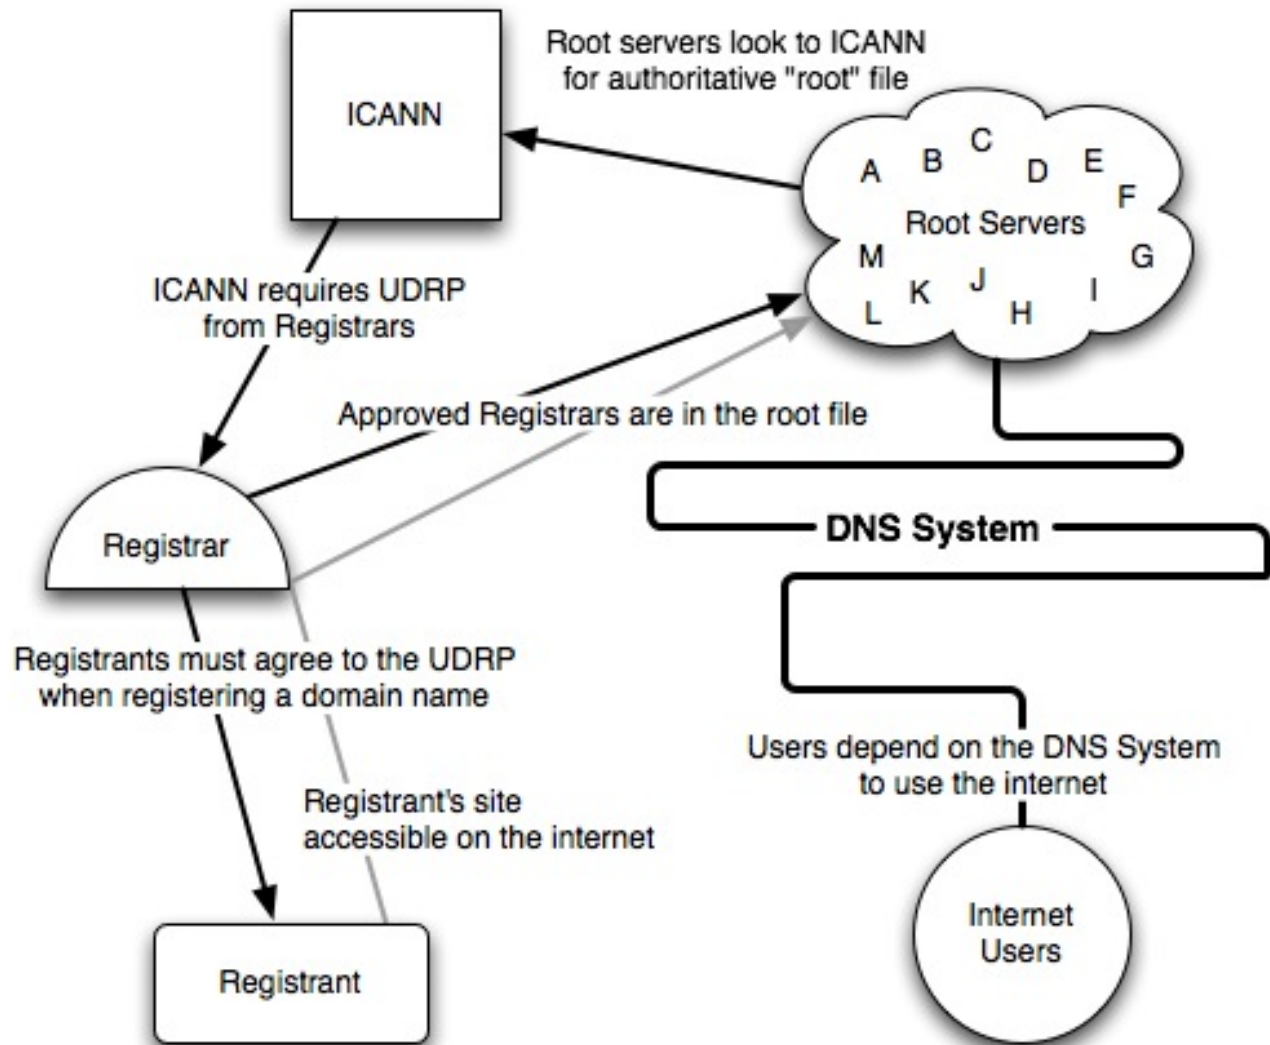 Root servers look to ICANN
for authoritative "root" file
ICANN
A
B
C
D
E
F
Root Servers
M
G
K
J
I
L
H
ICANN requires UDRP
from Registrars
Approved Registrars are in the root file
DNS System
Registrar
Registrants must agree to the UDRP
when registering a domain name
Users depend on the DNS System
to use the internet
Registrant's site
accessible on the internet
Internet
Users
Registrant